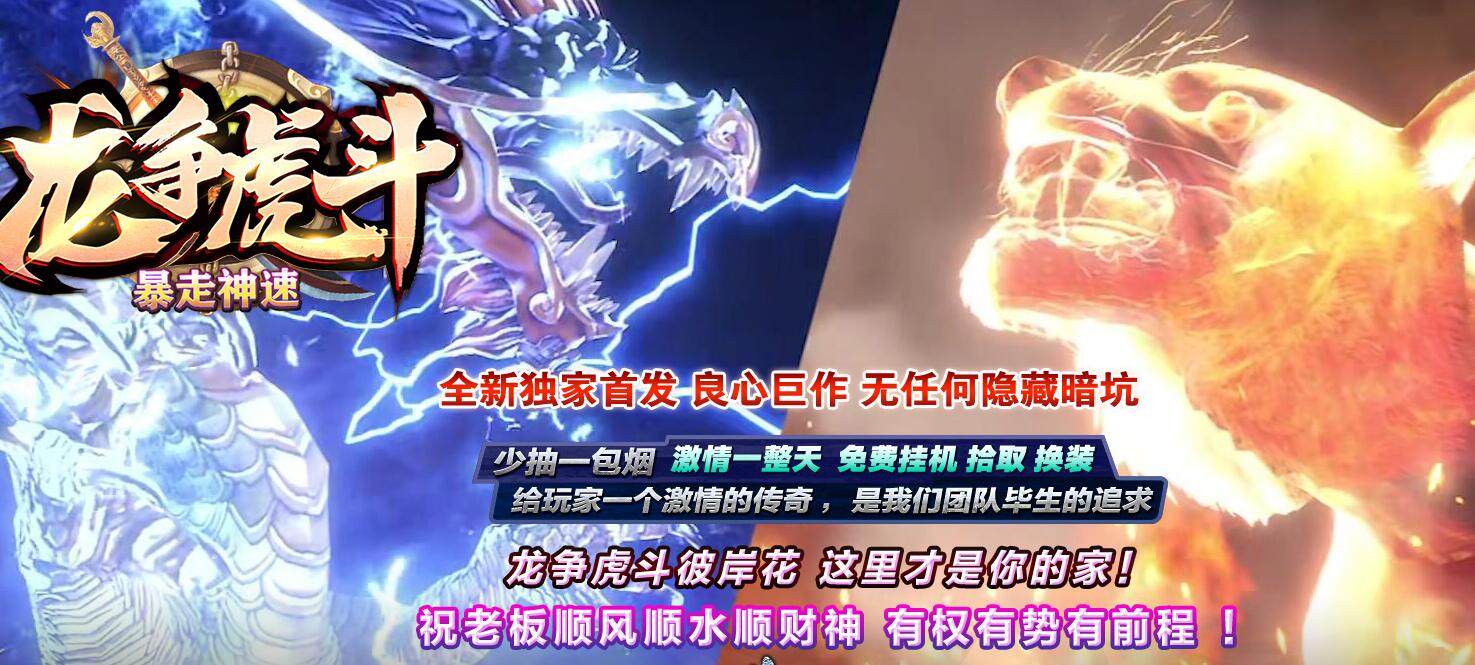 龙争虎斗
暴走神速
全新独家首发 良心巨作 无任何隐藏暗坑
少抽一包烟 激情一整天 免费挂机 拾取 换装
给玩家一个激情的传奇，是我们团队毕生的追求
龙争虎斗彼岸花 这里才是你的家！
祝老板顺风顺水顺财神 有权有势有前程 ！